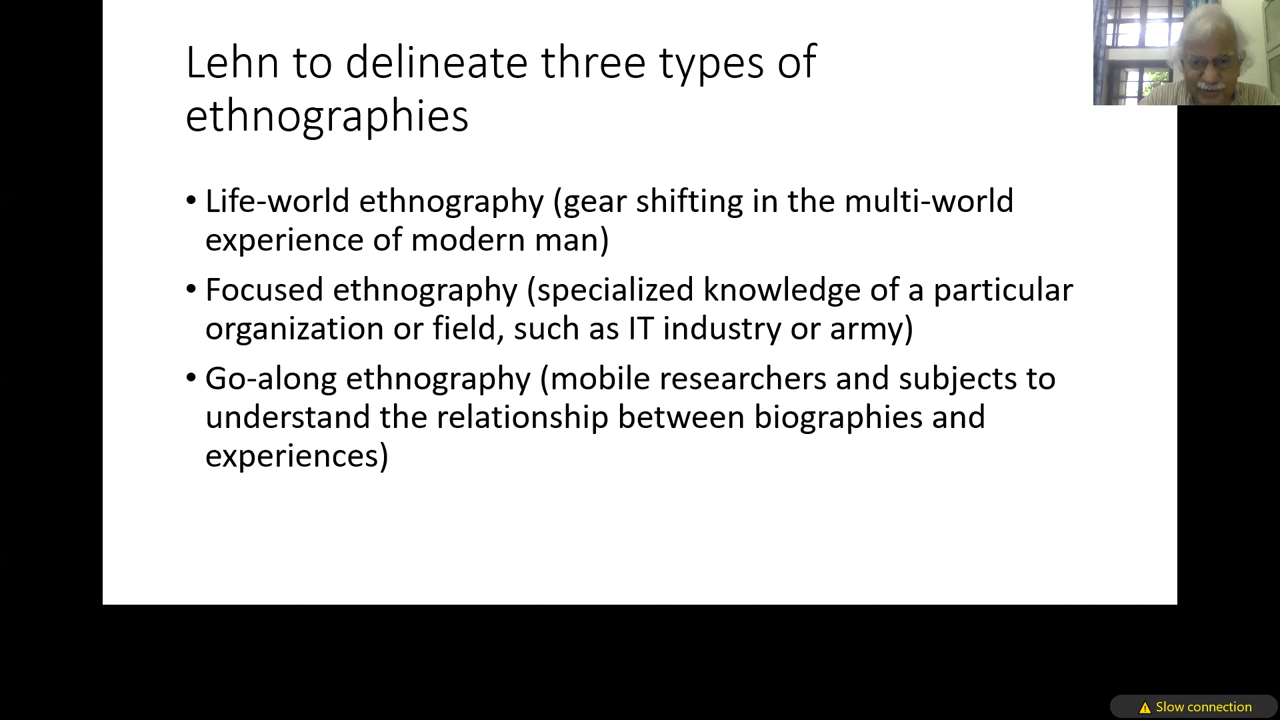 Lehn to delineate three types of
ethnographies
• Life-world ethnography (gear shifting in the multi-world
experience of modern man)
• Focused ethnography (specialized knowledge of a particular
organization or field, such as IT industry or army)
• Go-along ethnography (mobile researchers and subjects to
understand the relationship between biographies and
experiences)
Slow connection